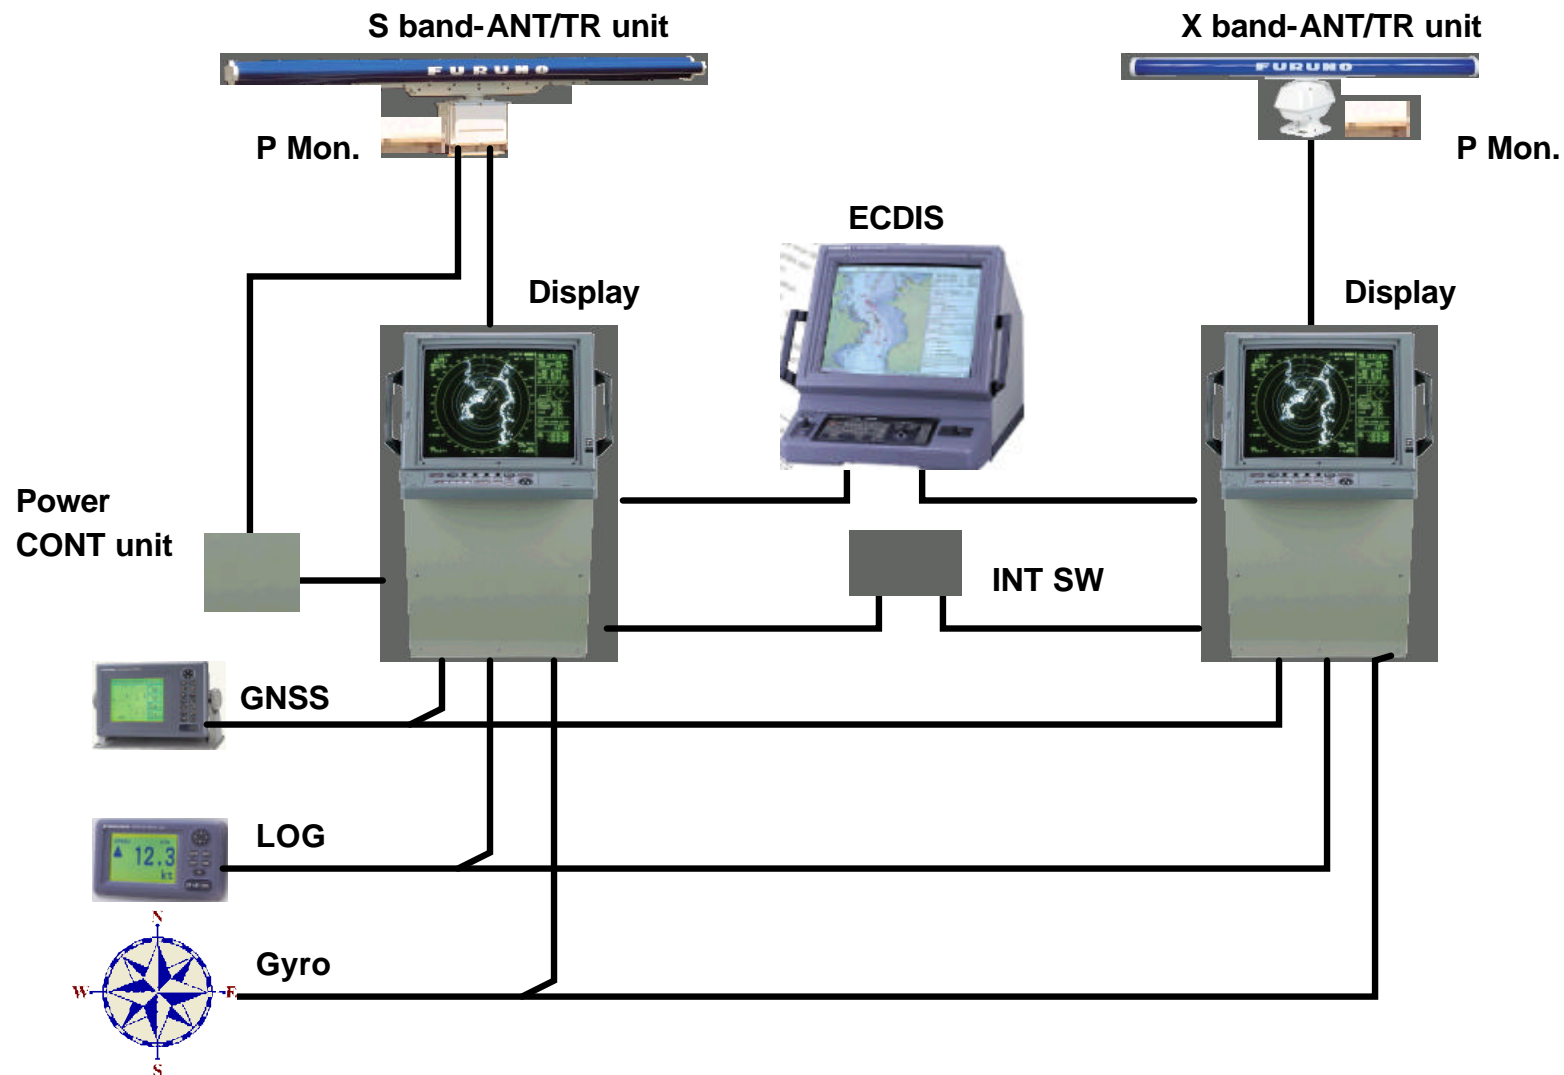 S band-ANT/TR unit
X band-ANT/TR unit
FURUNO
FURUNO
P Mon.
P Mon.
ECDIS
Display
Display
Power
CONT unit
INT SW
GNSS
LOG
12.3
kt
N
Gyro
W
E
S